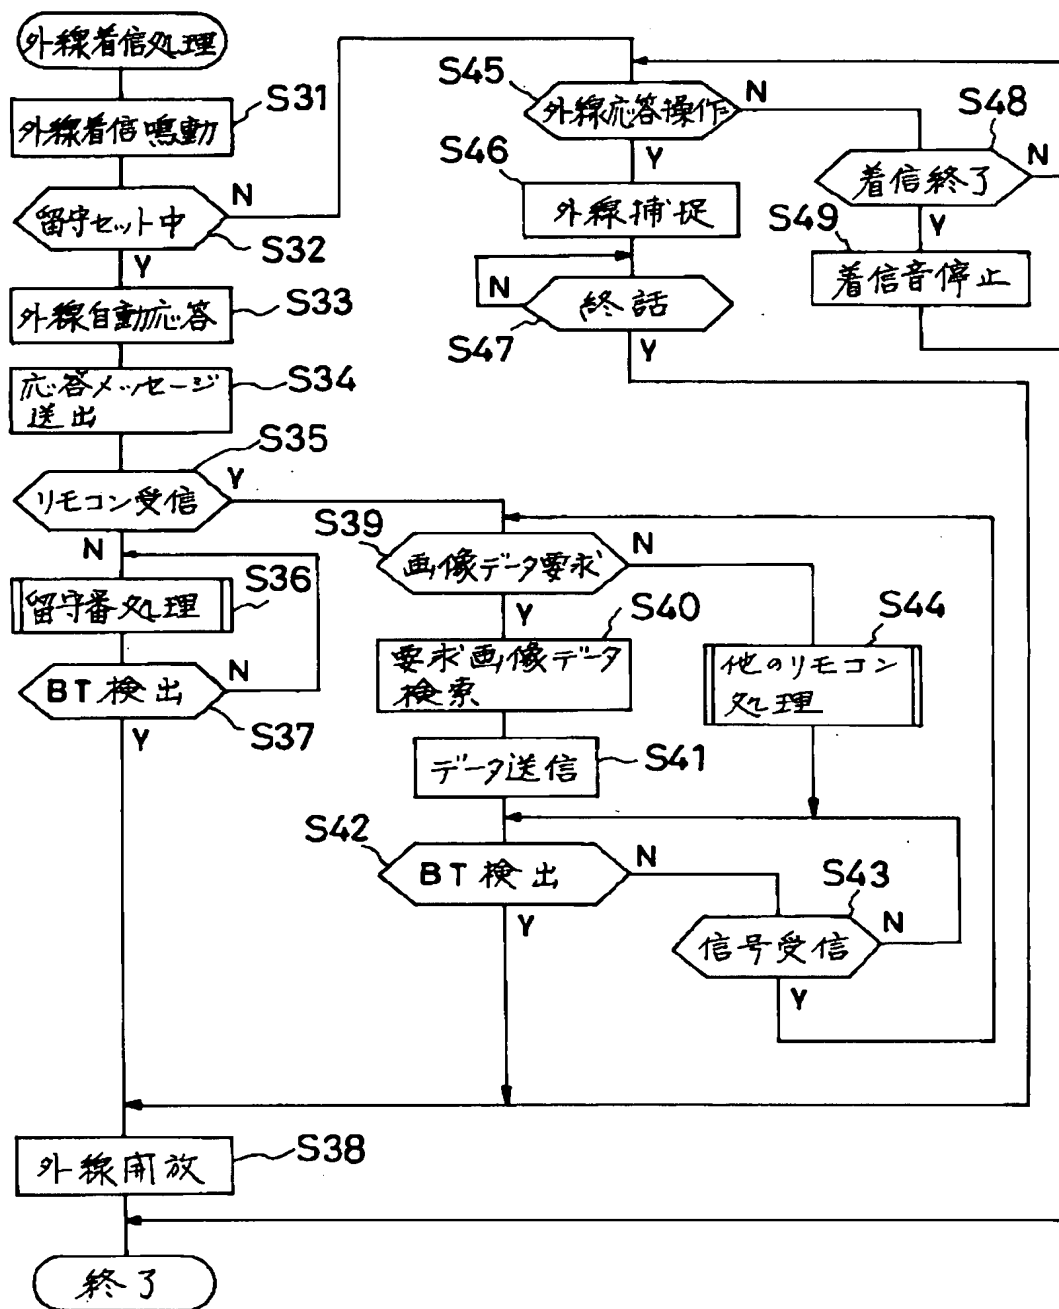 外線着信処理
外線着信鳴動
S31
留守セット中
N
S32
Y
外線自動応答
S33
応答メッセージ
送出
S34
S35
リモコン受信
Y
N
留守番処理
S36
BT検出
N
S37
Y
S45
外線応答操作
N
Y
S46
外線捕捉
N
終話
S47
Y
S48
着信終了
N
Y
S49
着信音停止
S39
画像データ要求
N
Y
S40
要求画像データ
検索
S44
他のリモコン
処理
データ送信
S41
S42
BT検出
N
Y
S43
信号受信
N
Y
外線開放
S38
終了